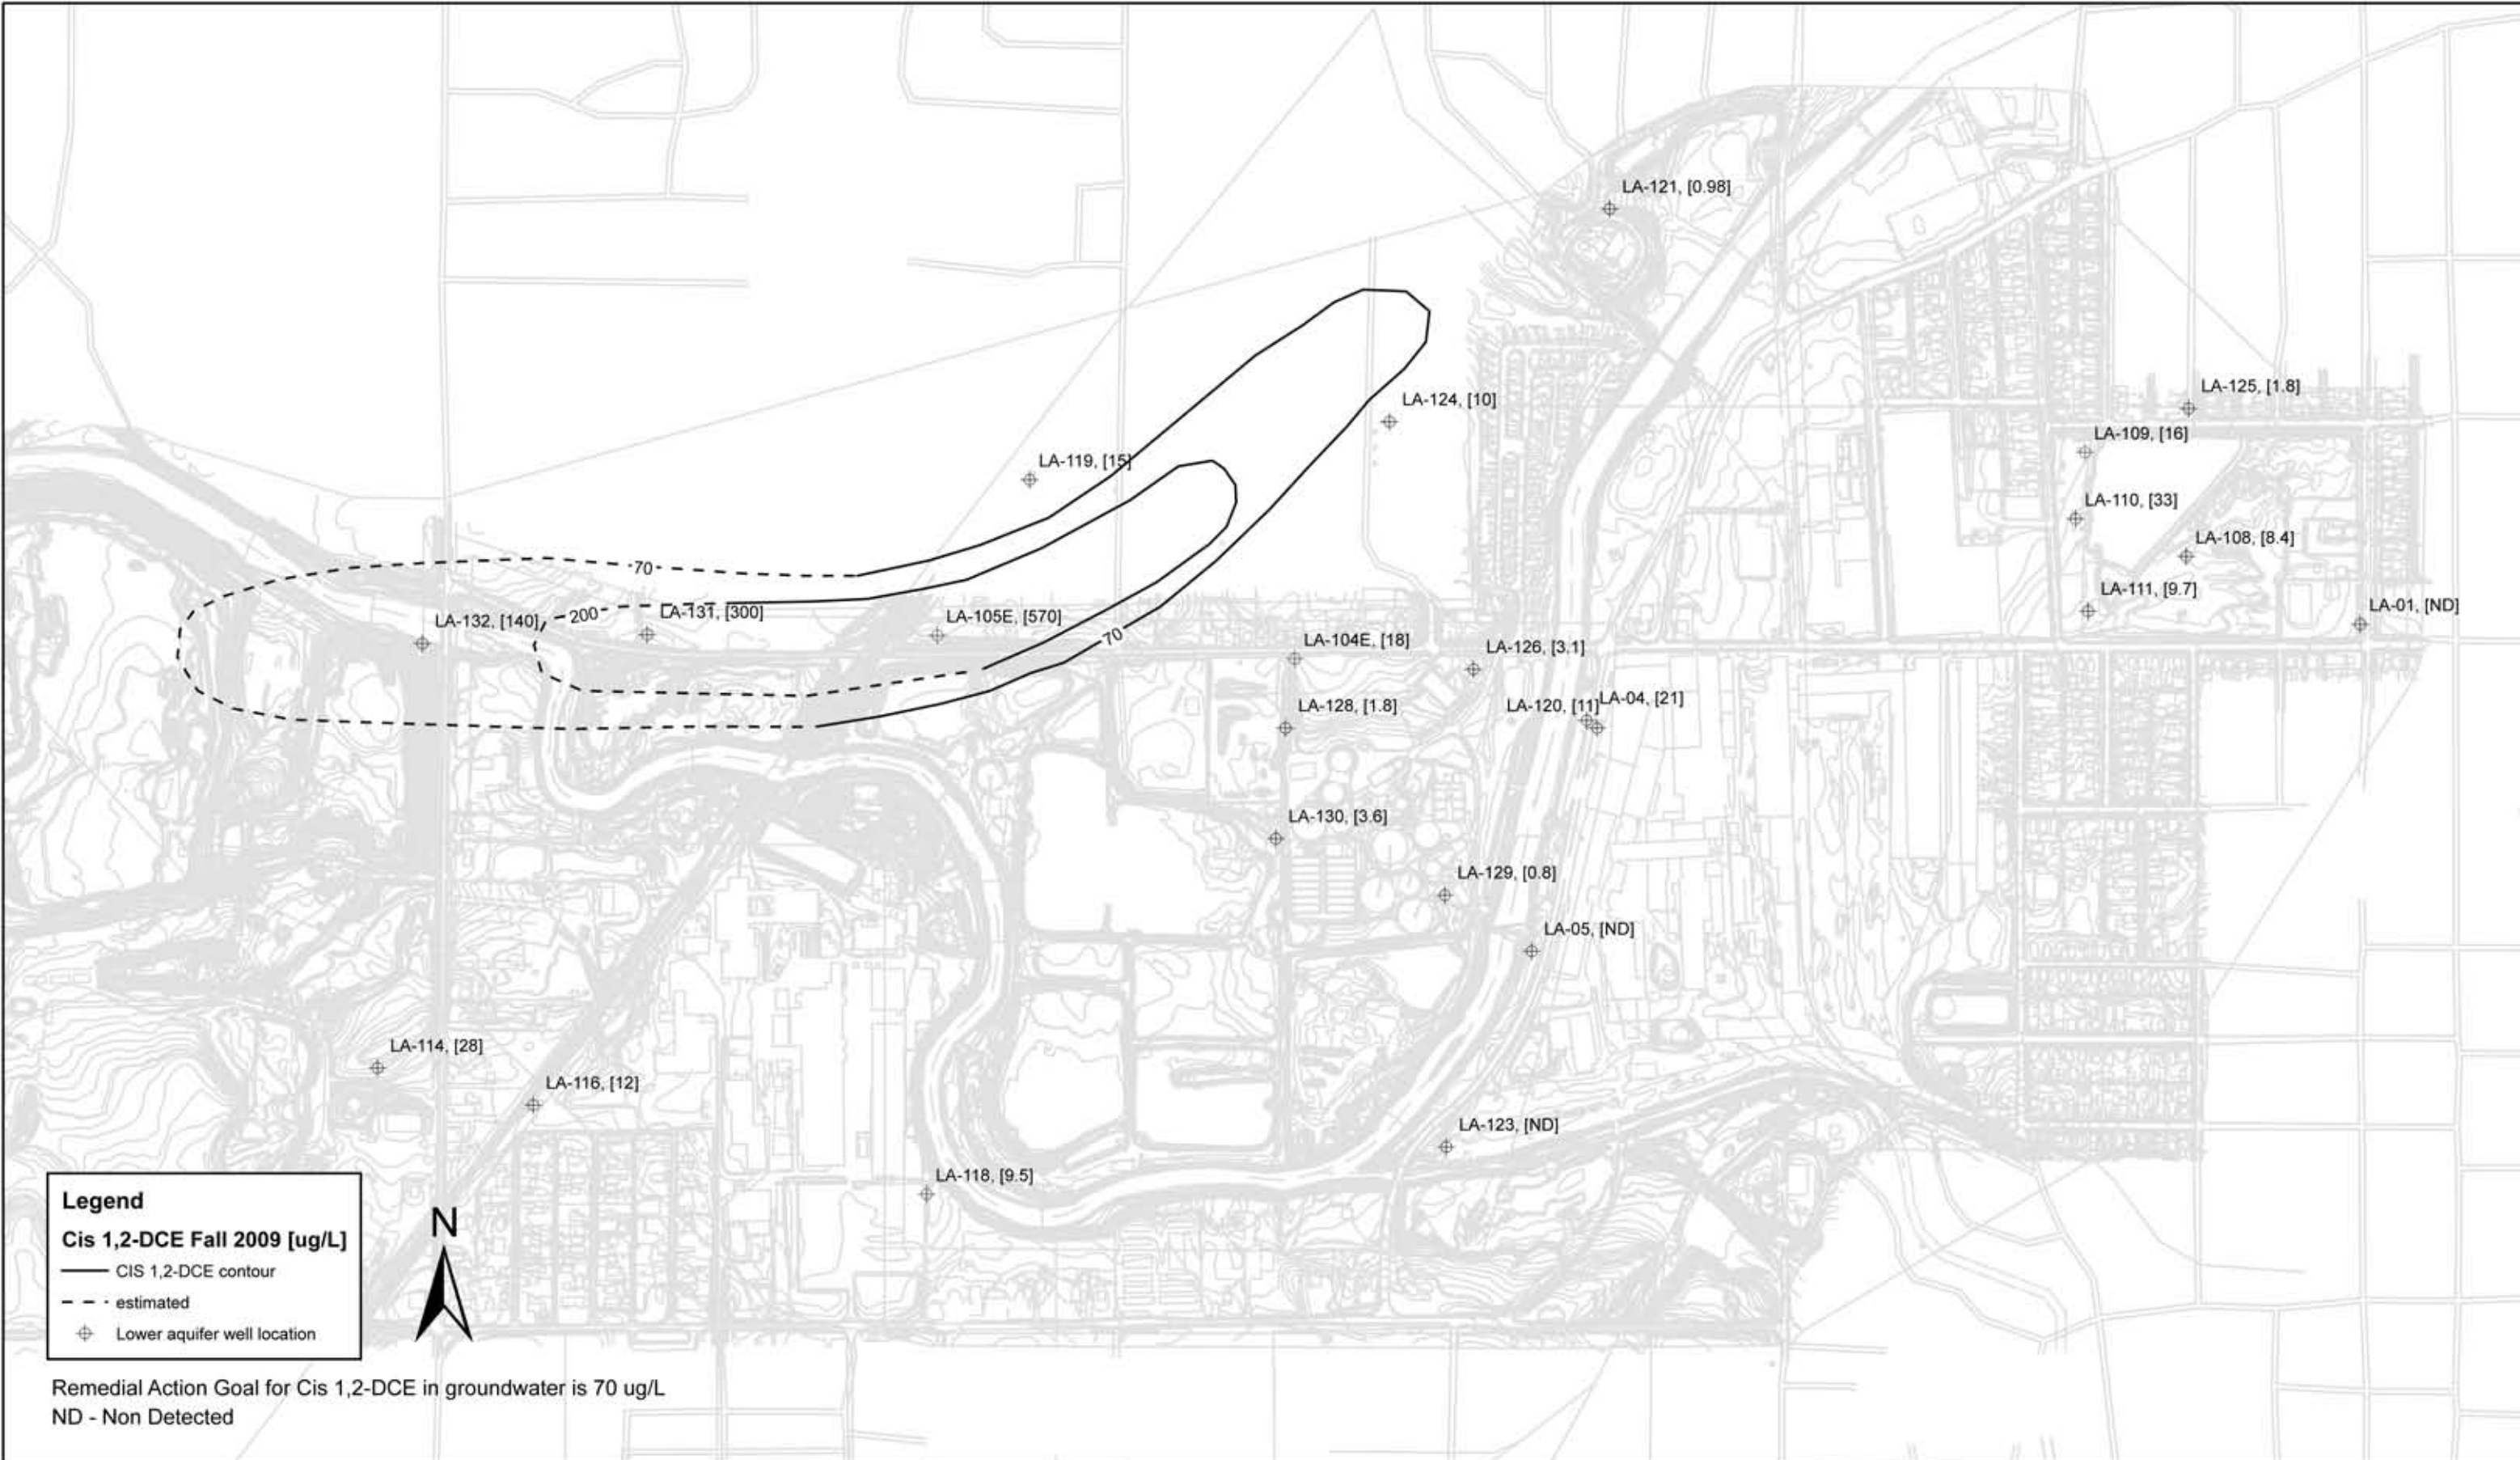 LA-121, [0.98]
LA-125, [1.8]
LA-124, [10]
LA-109, [16]
LA-119, [15]
LA-110, [33]
LA-108, [8.4]
70
LA-111, [9.7]
LA-01, [ND]
200
LA-131, [300]
LA-132, [140]
LA-105E, [570]
70
LA-104E, [18]
LA-126, [3.1]
LA-128, [1.8]
LA-120, [11]
LA-04, [21]
LA-130, [3.6]
LA-129, [0.8]
LA-05, [ND]
LA-114, [28]
LA-116, [12]
LA-123, [ND]
LA-118, [9.5]
Legend
Cis 1,2-DCE Fall 2009 [ug/L]
CIS 1,2-DCE contour
estimated
Lower aquifer well location
N
Remedial Action Goal for Cis 1,2-DCE in groundwater is 70 ug/L
ND - Non Detected